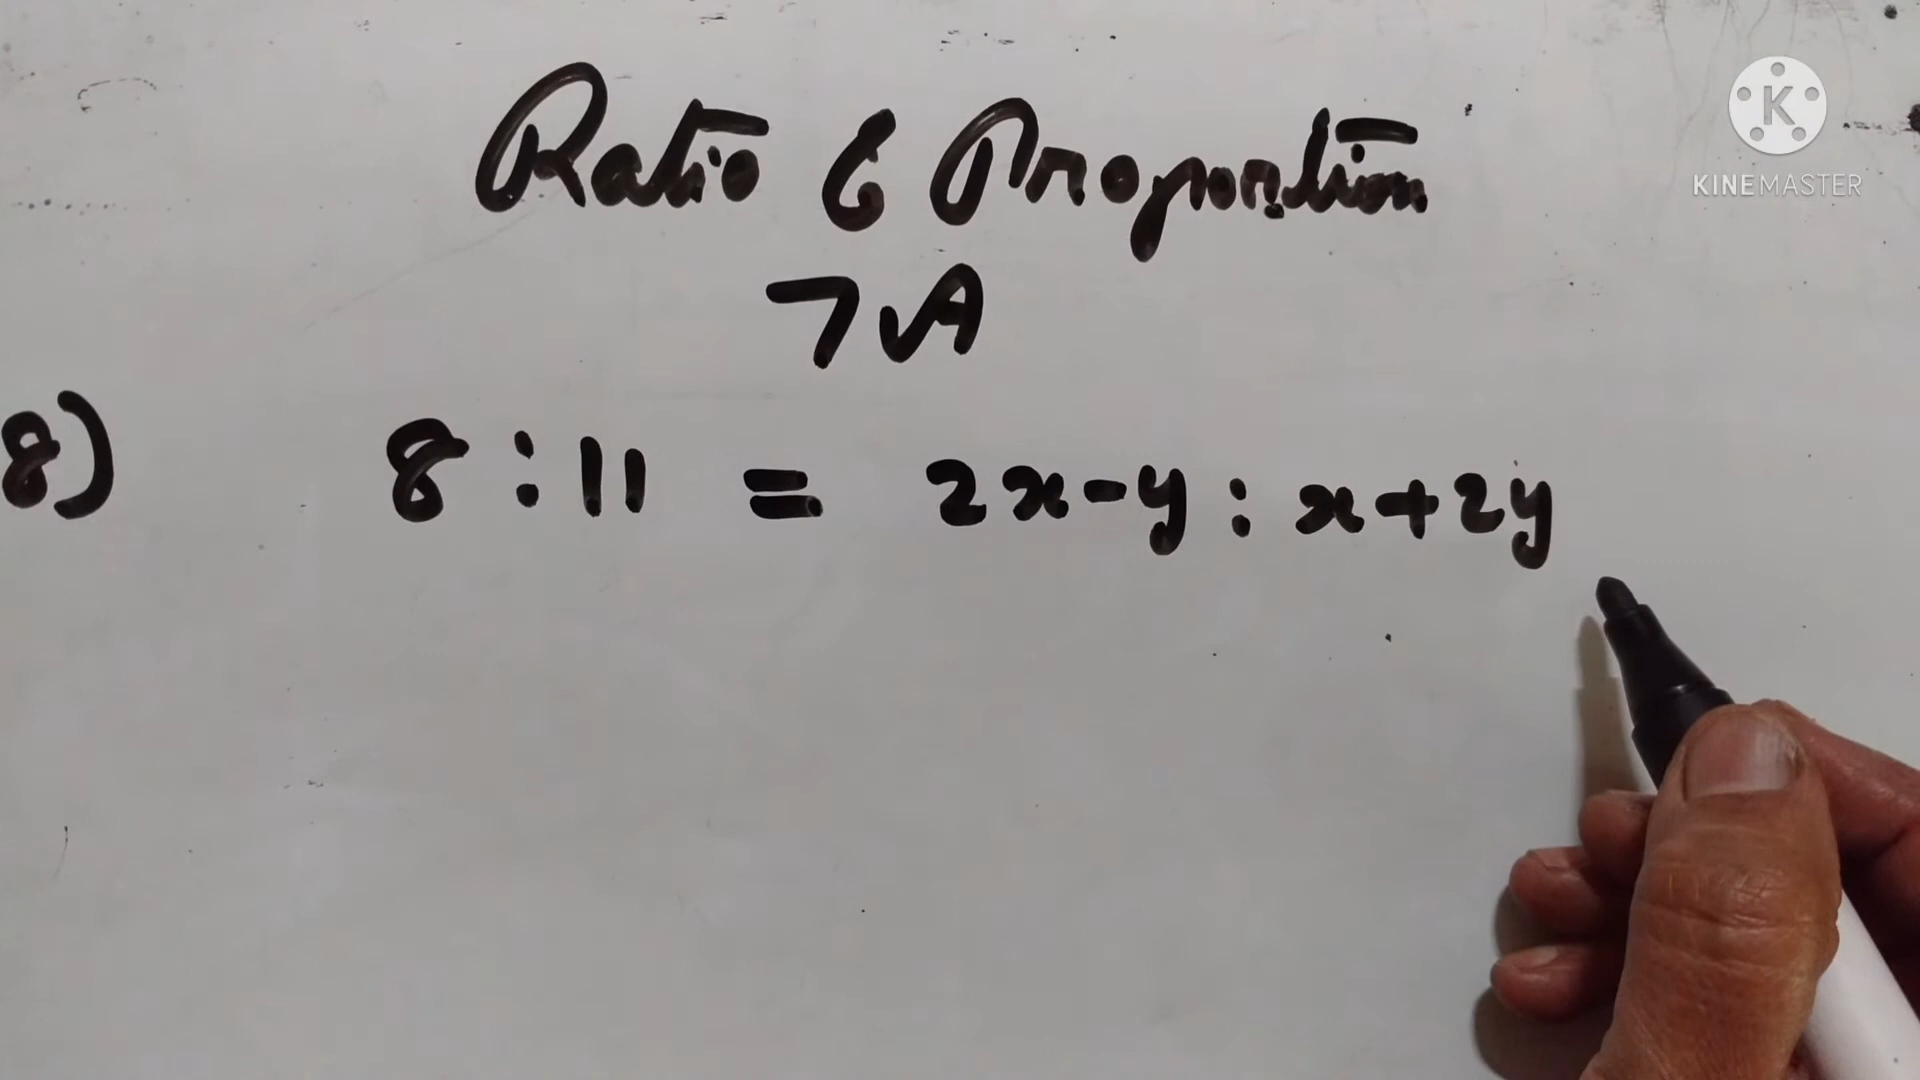 Ratio & Proportion
KINEMASTER
7A
8) 8 : 11 = 2x-y : x+2y